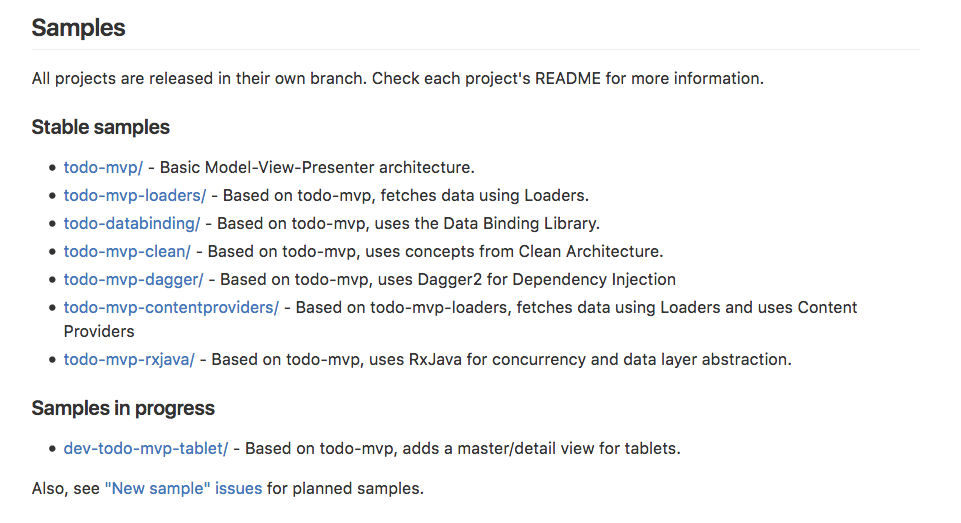 Samples
All projects are released in their own branch. Check each project's README for more information.
Stable samples
• todo-mvp/ - Basic Model-View-Presenter architecture.
• todo-mvp-loaders/ - Based on todo-mvp, fetches data using Loaders.
• todo-databinding/ - Based on todo-mvp, uses the Data Binding Library.
• todo-mvp-clean/ - Based on todo-mvp, uses concepts from Clean Architecture.
• todo-mvp-dagger/ - Based on todo-mvp, uses Dagger2 for Dependency Injection
• todo-mvp-contentproviders/ - Based on todo-mvp-loaders, fetches data using Loaders and uses Content
Providers
• todo-mvp-rxjava/ - Based on todo-mvp, uses RxJava for concurrency and data layer abstraction.
Samples in progress
• dev-todo-mvp-tablet/ - Based on todo-mvp, adds a master/detail view for tablets.
Also, see "New sample" issues for planned samples.